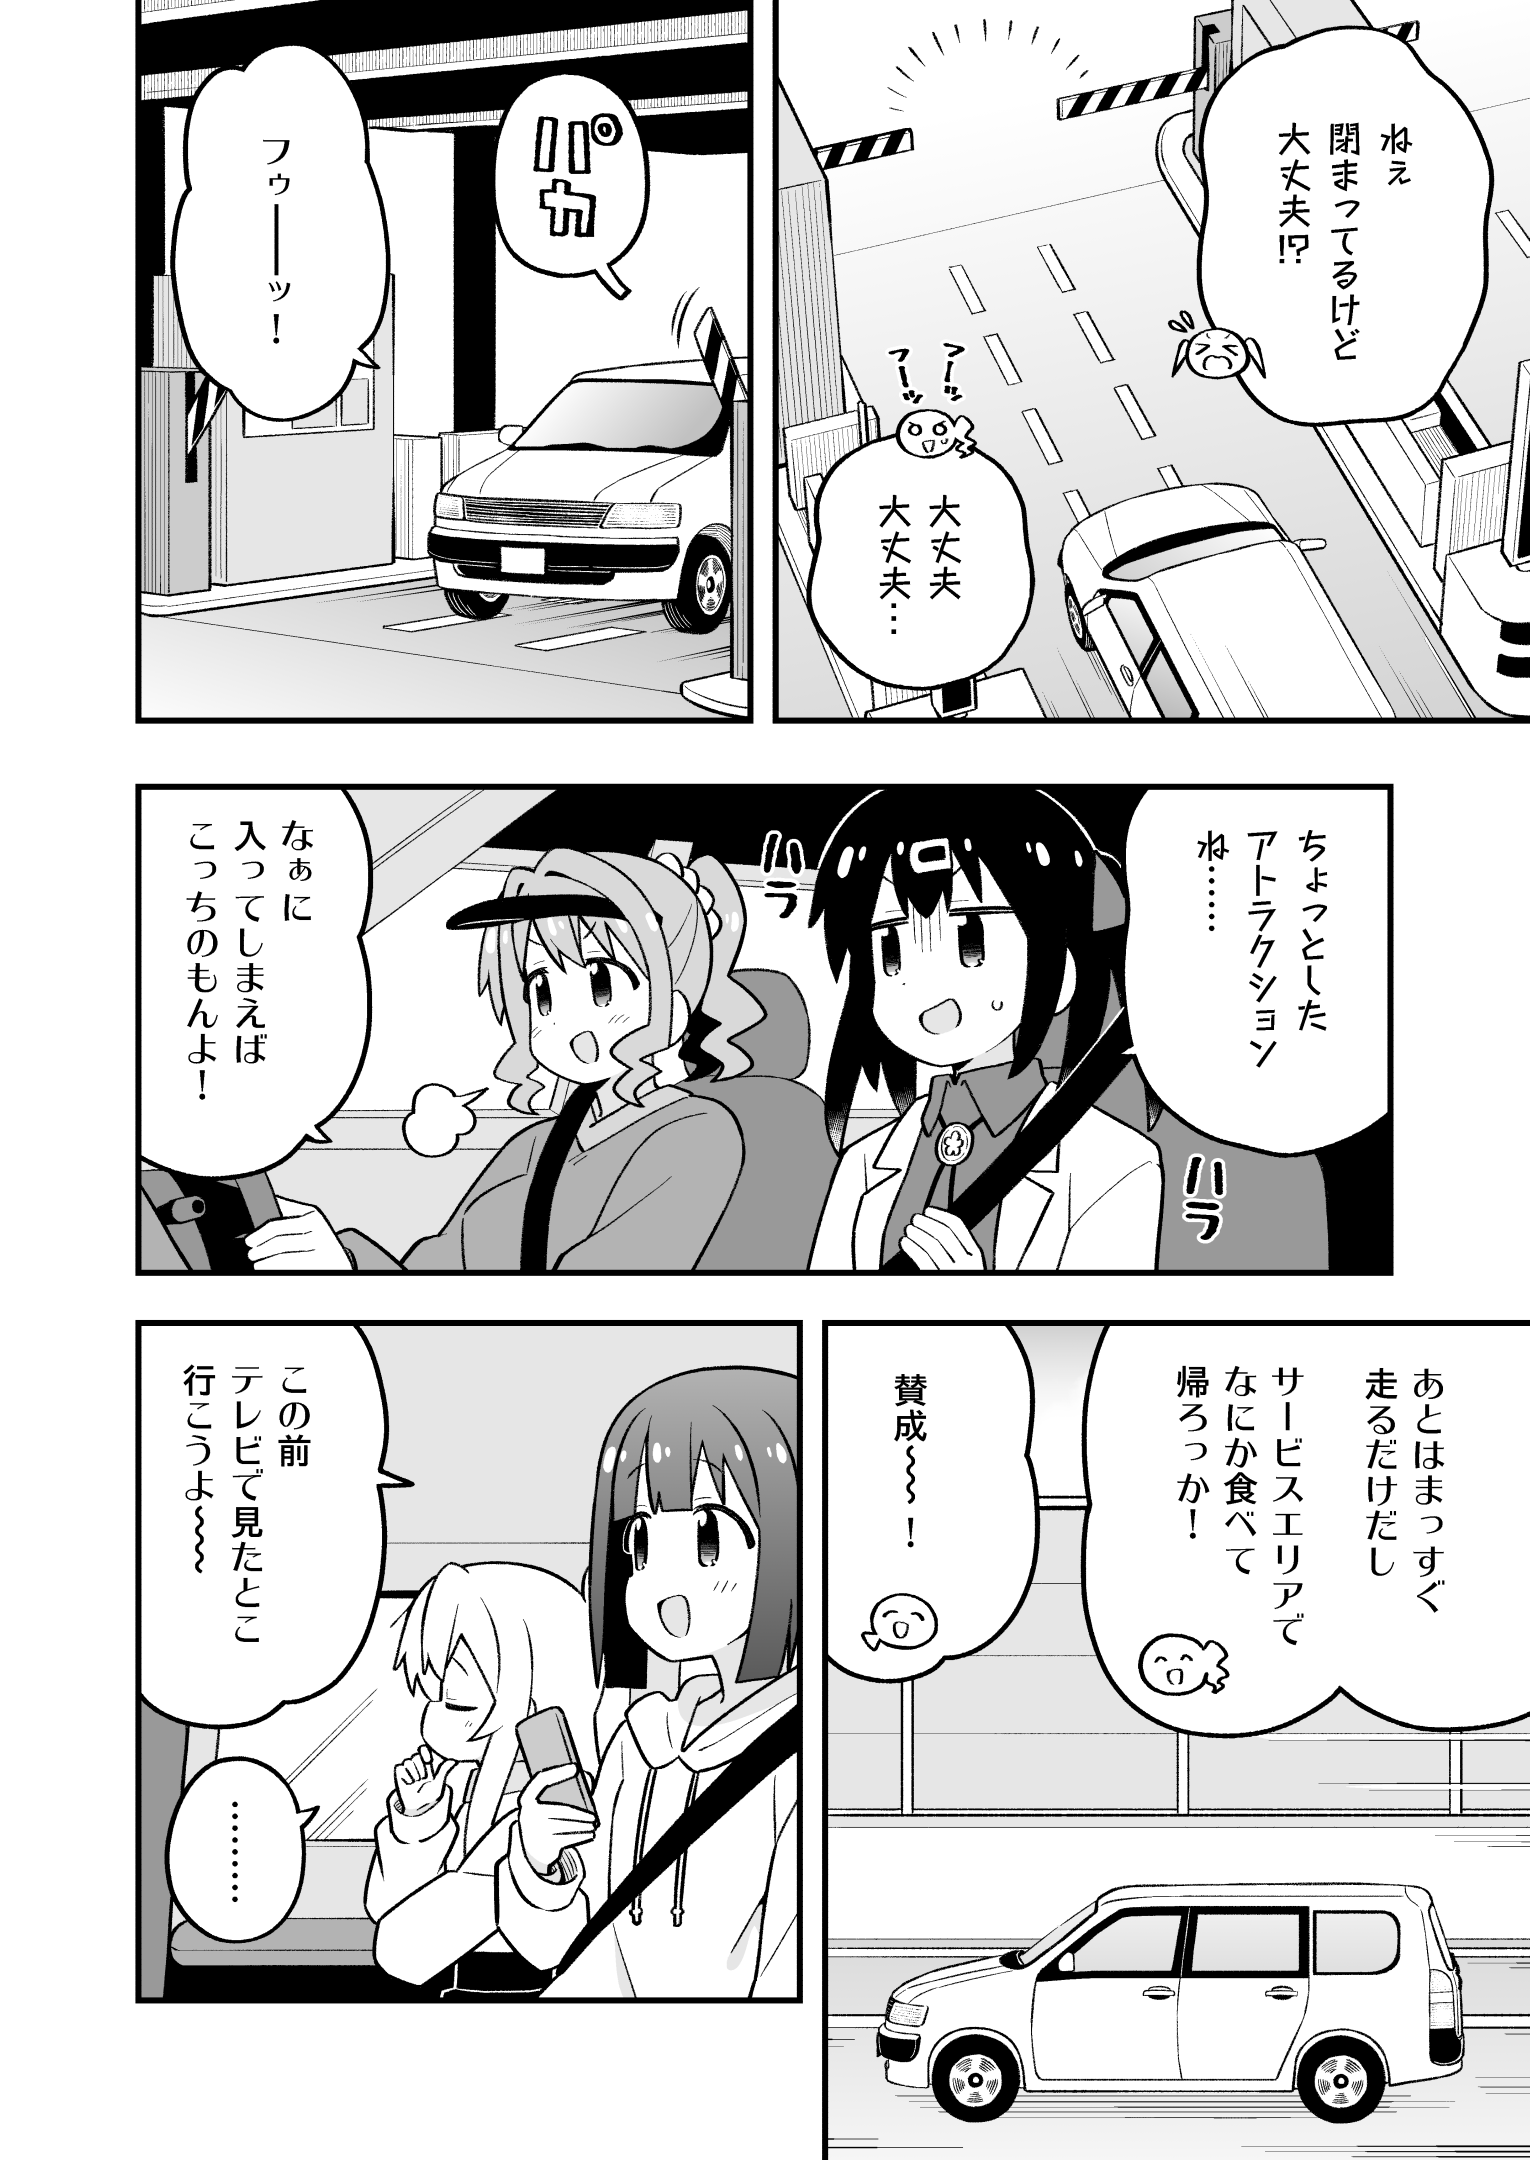 ねぇ
閉まってるけど
大丈夫!?
フーッ
フーッ
大丈夫
大丈夫…
パカ
フゥーーッ！
ちょっとした
アトラクション
ね……
ハラ
ハラ
なぁに
入ってしまえば
こっちのもんよ！
あとはまっすぐ
走るだけだし
サービスエリアで
なにか食べて
帰ろっか！
賛成～～！
この前
テレビで見たとこ
行こうよ～～
………